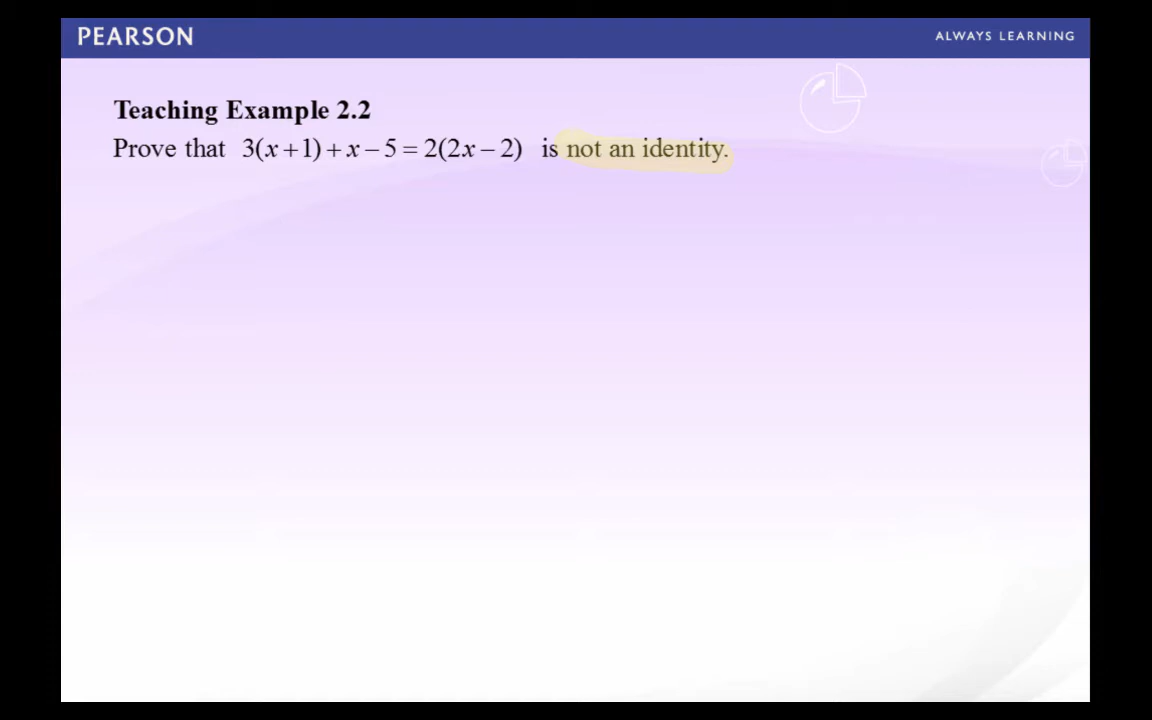 PEARSON
ALWAYS LEARNING
Teaching Example 2.2
Prove that 3(x + 1) + x − 5 = 2(2x − 2) is not an identity.